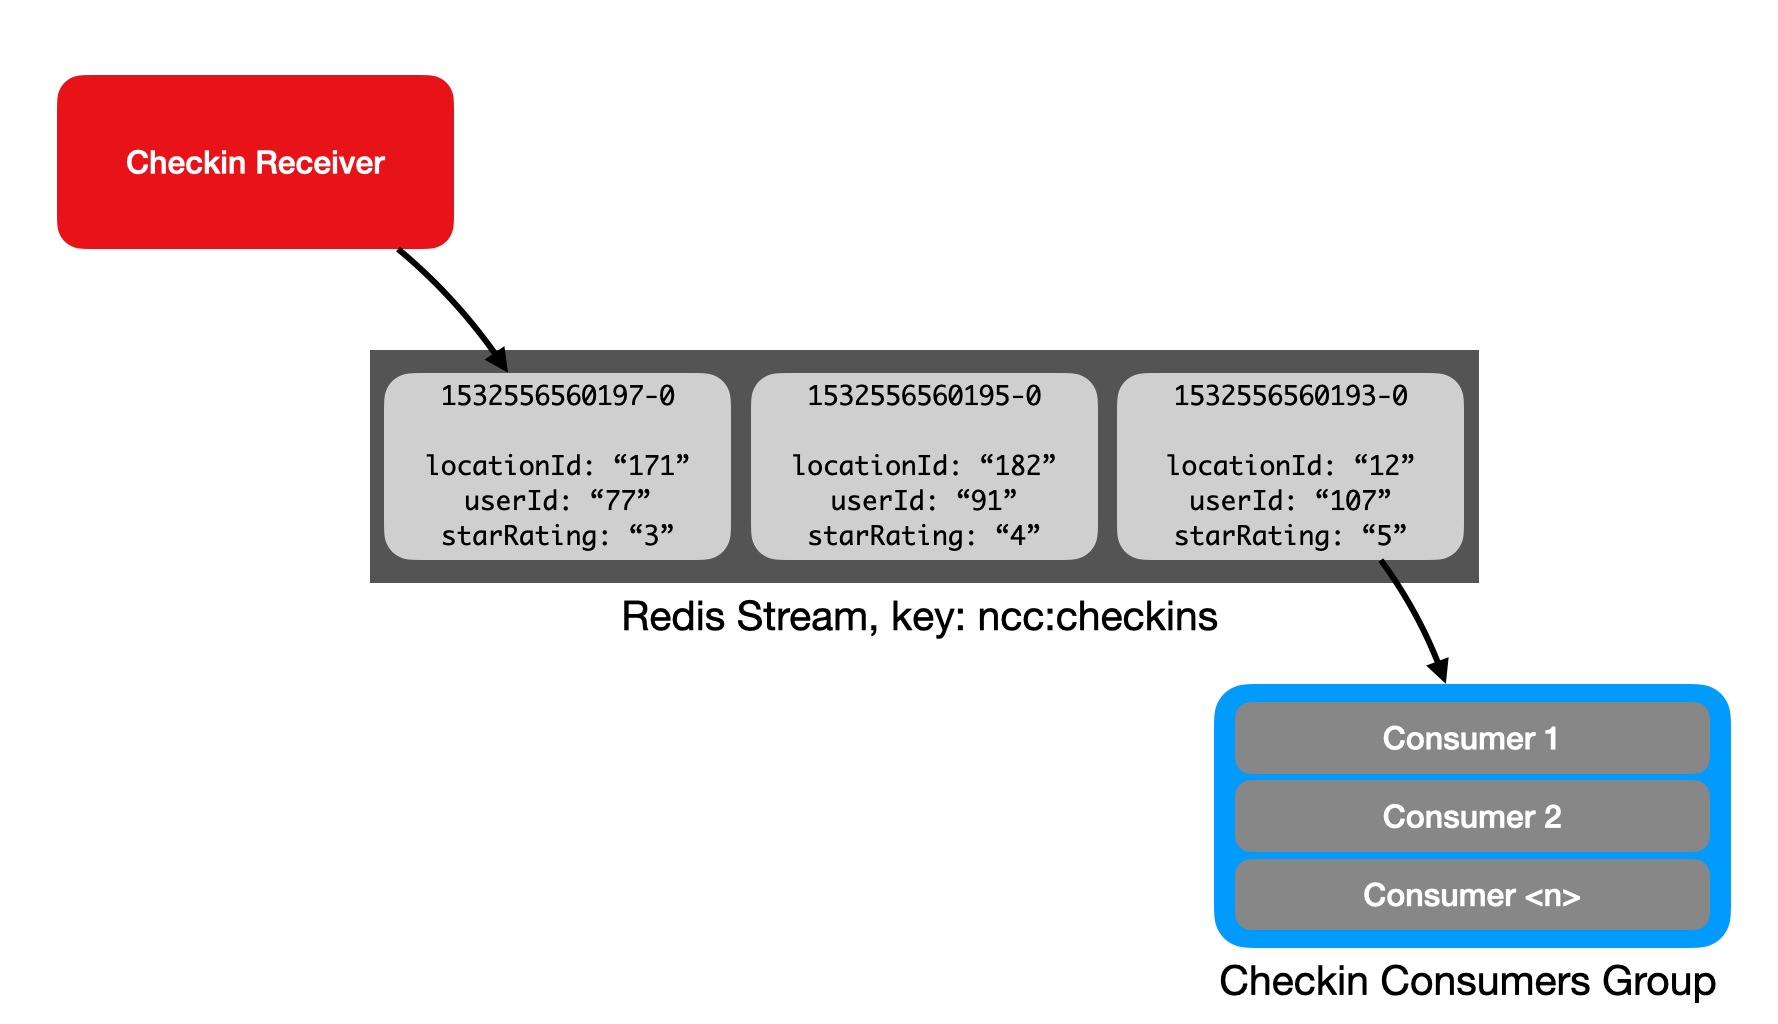 Checkin Receiver
1532556560197-0
locationId: “171”
userId: “77”
starRating: “3”
1532556560195-0
locationId: “182”
userId: “91”
starRating: “4”
1532556560193-0
locationId: “12”
userId: “107”
starRating: “5”
Redis Stream, key: ncc:checkins
Consumer 1
Consumer 2
Consumer <n>
Checkin Consumers Group